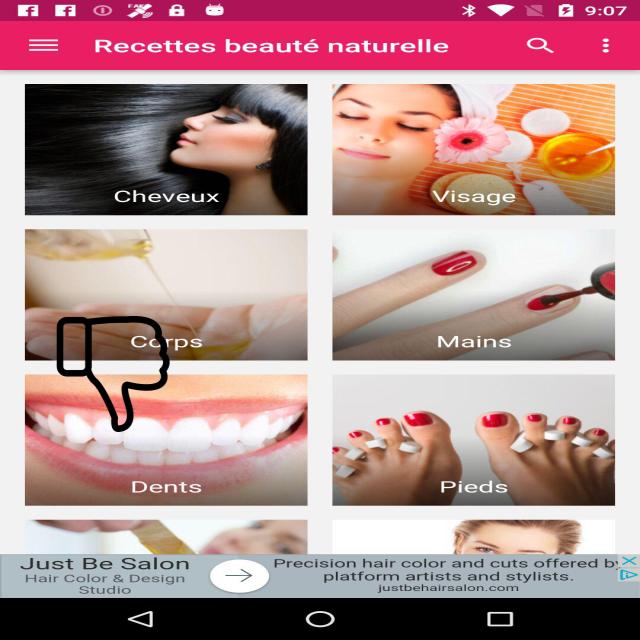 9:07
Recettes beauté naturelle
Cheveux
Visage
Corps
Mains
Dents
Pieds
Just Be Salon
Hair Color & Design
Studio
Precision hair color and cuts offered by
platform artists and stylists.
justbehairsalon.com